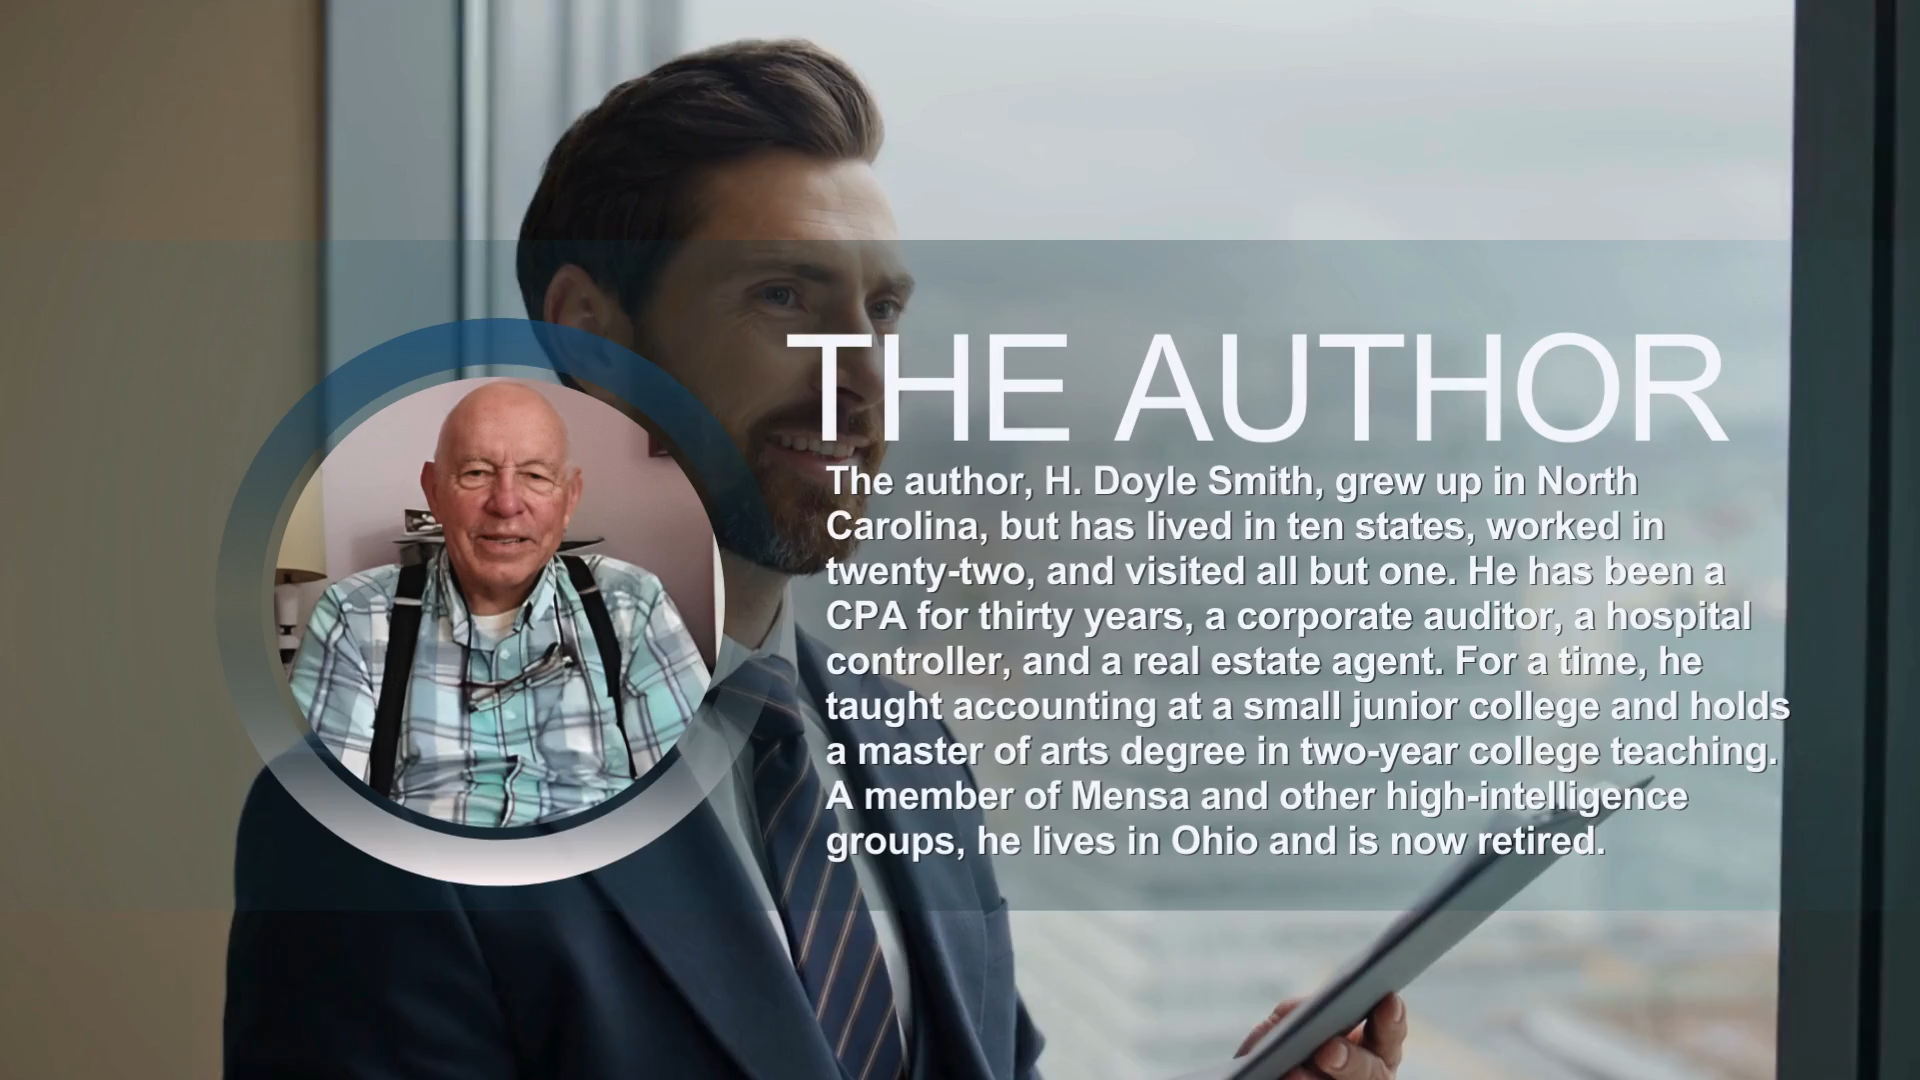 THE AUTHOR
The author, H. Doyle Smith, grew up in North
Carolina, but has lived in ten states, worked in
twenty-two, and visited all but one. He has been a
CPA for thirty years, a corporate auditor, a hospital
controller, and a real estate agent. For a time, he
taught accounting at a small junior college and holds
a master of arts degree in two-year college teaching.
A member of Mensa and other high-intelligence
groups, he lives in Ohio and is now retired.